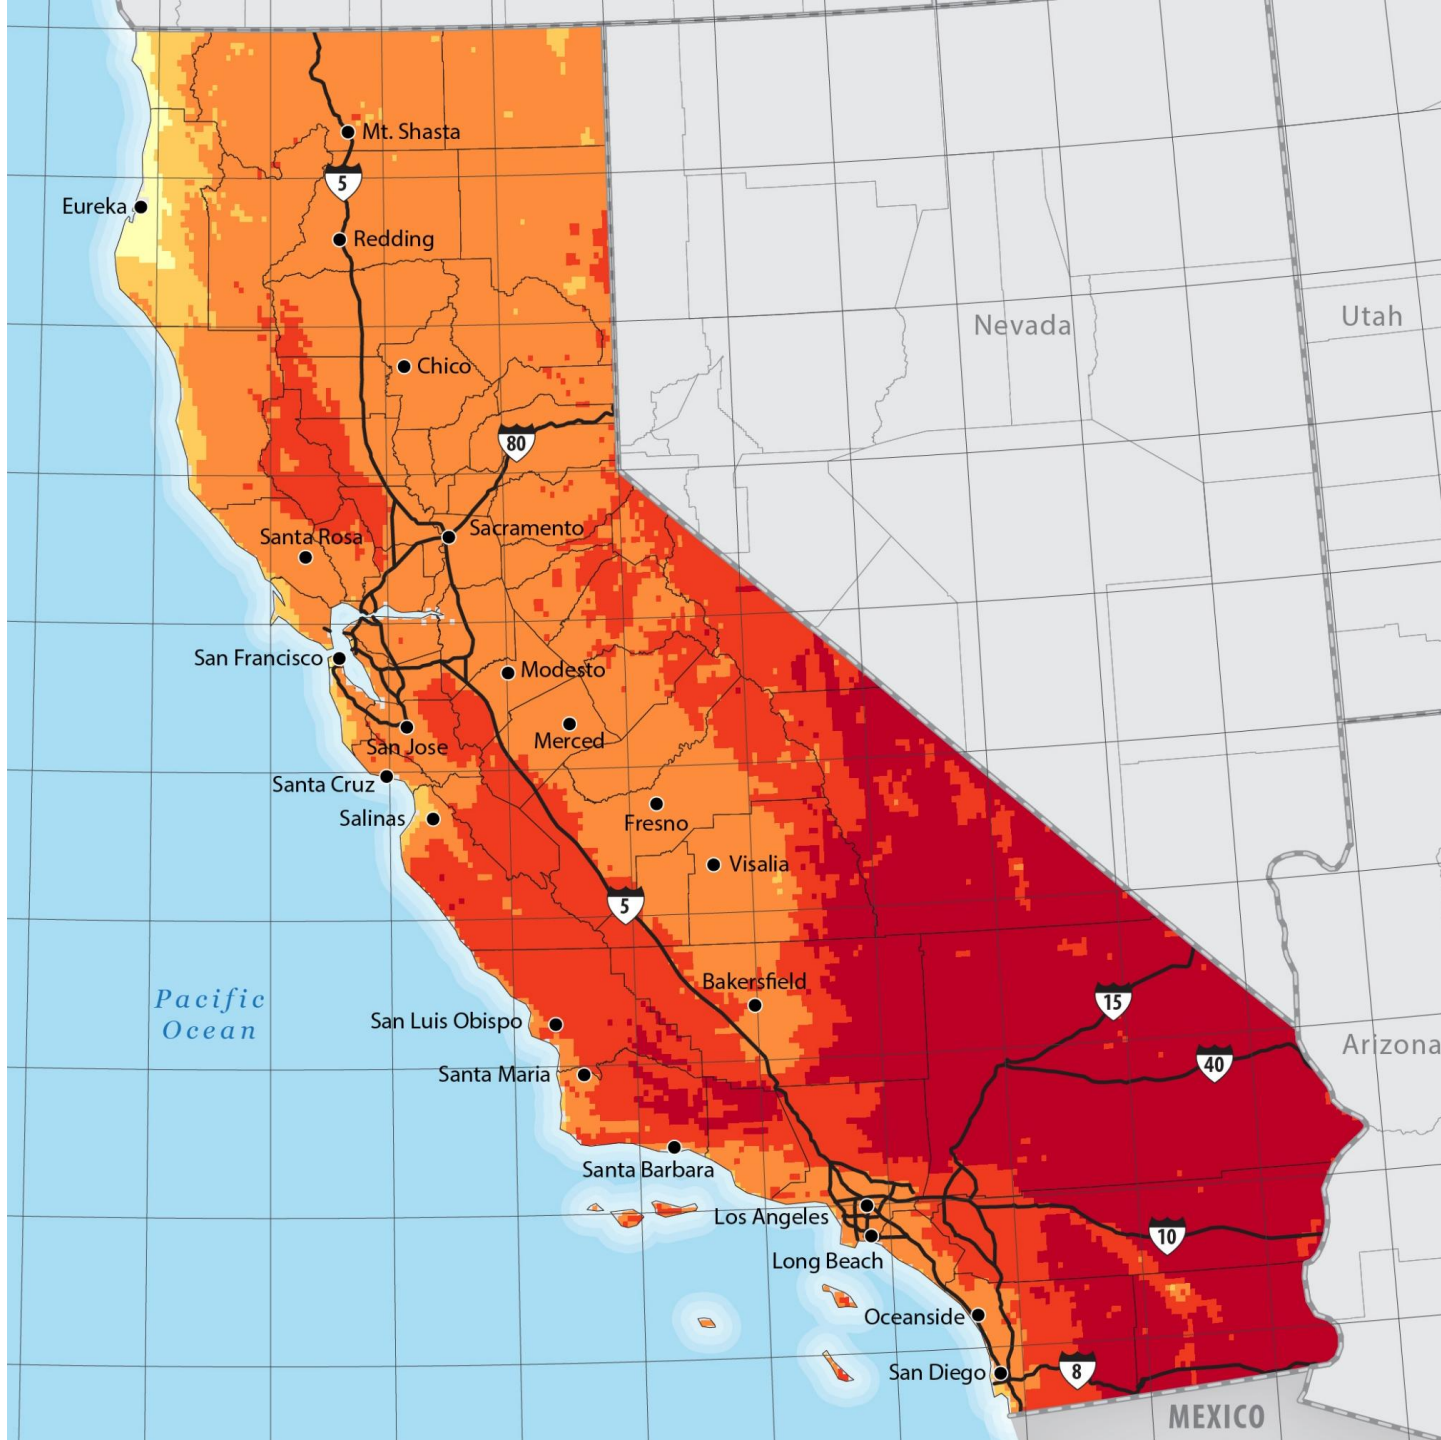 Mt. Shasta
5
Eureka
Redding
Nevada
Utah
Chico
80
Santa Rosa
Sacramento
San Francisco
Modesto
San Jose
Merced
Santa Cruz
Salinas
Fresno
Visalia
5
Pacific
Ocean
Bakersfield
15
San Luis Obispo
Arizona
40
Santa Maria
Santa Barbara
Los Angeles
10
Long Beach
Oceanside
San Diego
8
MEXICO